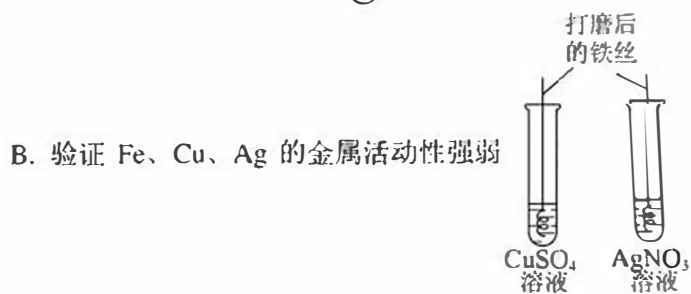 打磨后
的铁丝
B. 验证 Fe、Cu、Ag 的金属活动性强弱
CuSO₄ AgNO₃
溶液 溶液